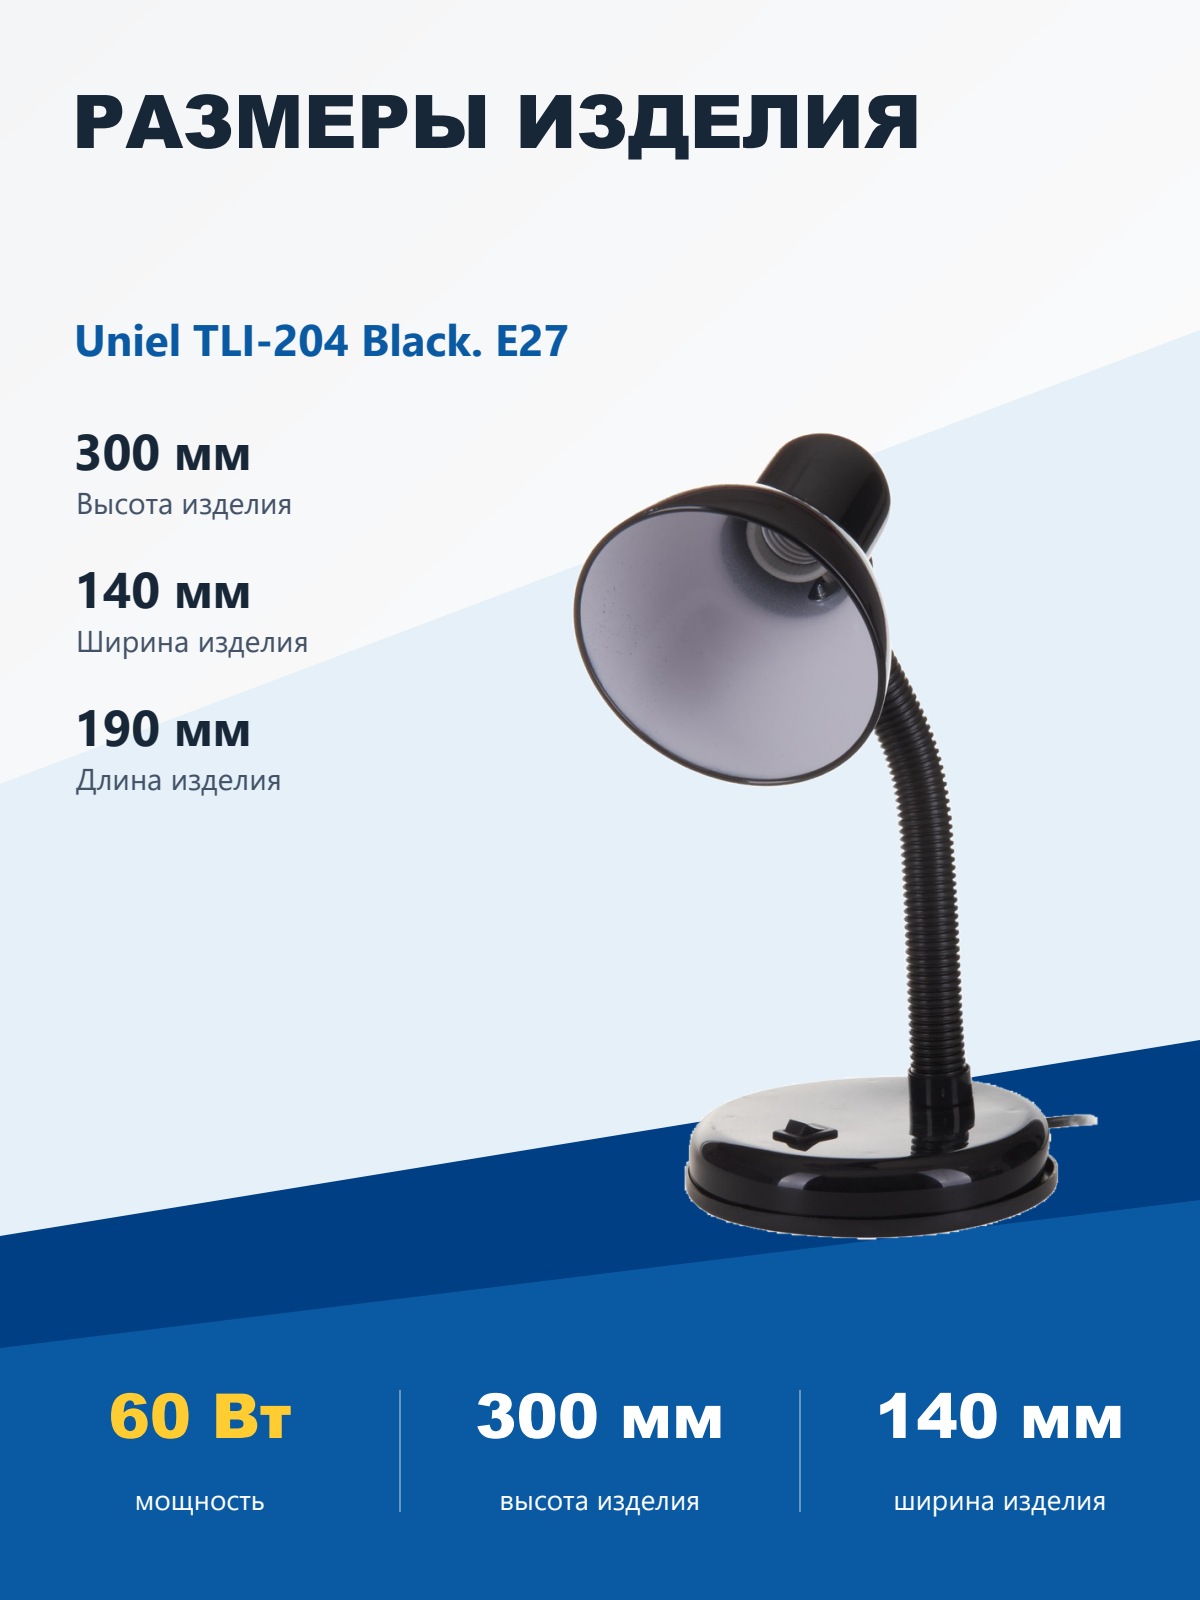 РАЗМЕРЫ ИЗДЕЛИЯ
Uniel TLI-204 Black. E27
300 мм
Высота изделия
140 мм
Ширина изделия
190 мм
Длина изделия
60 Вт
мощность
300 мм
высота изделия
140 мм
ширина изделия